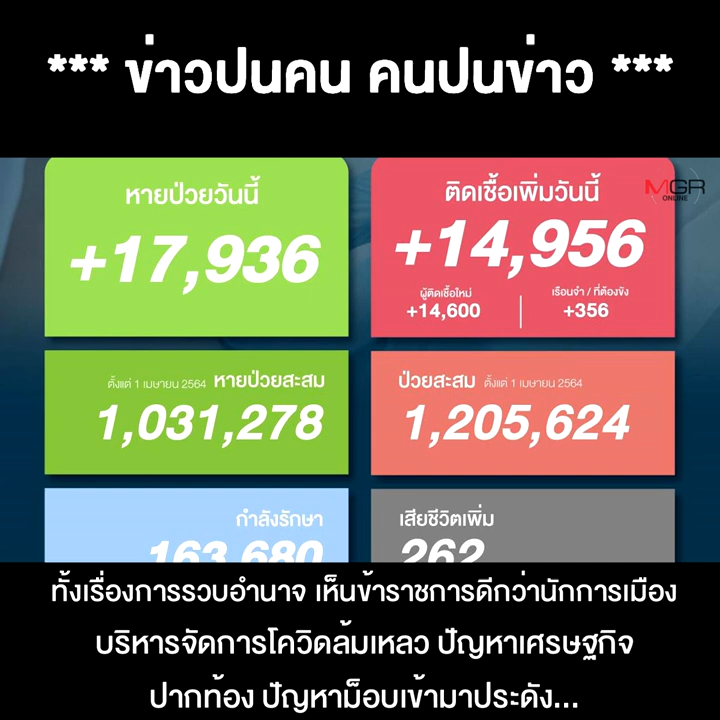 *** ข่าวปนคน คนปนข่าว ***
หายป่วยวันนี้
+17,936
ติดเชื้อเพิ่มวันนี้
+14,956
ผู้ติดเชื้อใหม่
+14,600
เรือนจำ / ที่ต้องขัง
+356
MGR
ONLINE
ตั้งแต่ 1 เมษายน 2564 หายป่วยสะสม
1,031,278
ป่วยสะสม ตั้งแต่ 1 เมษายน 2564
1,205,624
กำลังรักษา
163,680
เสียชีวิตเพิ่ม
262
ทั้งเรื่องการรวบอำนาจ เห็นข้าราชการดีกว่านักการเมือง
บริหารจัดการโควิดล้มเหลว ปัญหาเศรษฐกิจ
ปากท้อง ปัญหาม็อบเข้ามาประดัง...